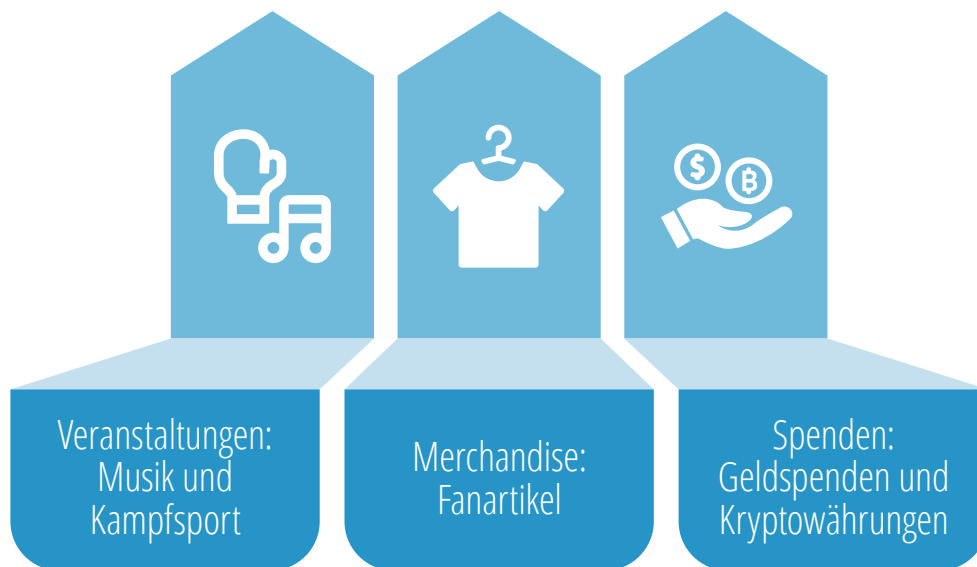 Veranstaltungen:
Musik und
Kampfsport
Merchandise:
Fanartikel
Spenden:
Geldspenden und
Kryptowährungen